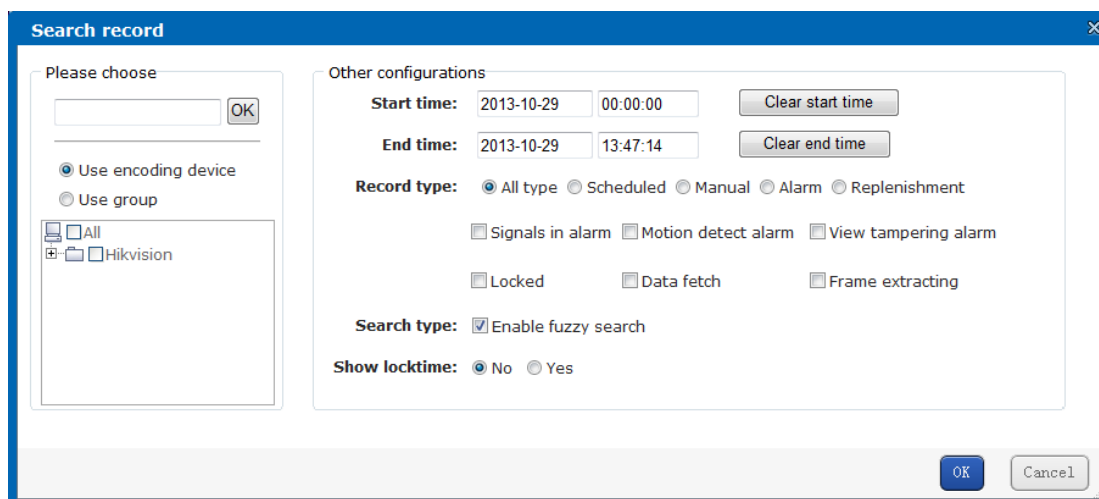 Search record
Please choose
OK
Use encoding device
Use group
All
Hikvision
Other configurations
Start time: 2013-10-29 00:00:00 Clear start time
End time: 2013-10-29 13:47:14 Clear end time
Record type: All type Scheduled Manual Alarm Replenishment
Signals in alarm Motion detect alarm View tampering alarm
Locked Data fetch Frame extracting
Search type: Enable fuzzy search
Show locktime: No Yes
OK Cancel